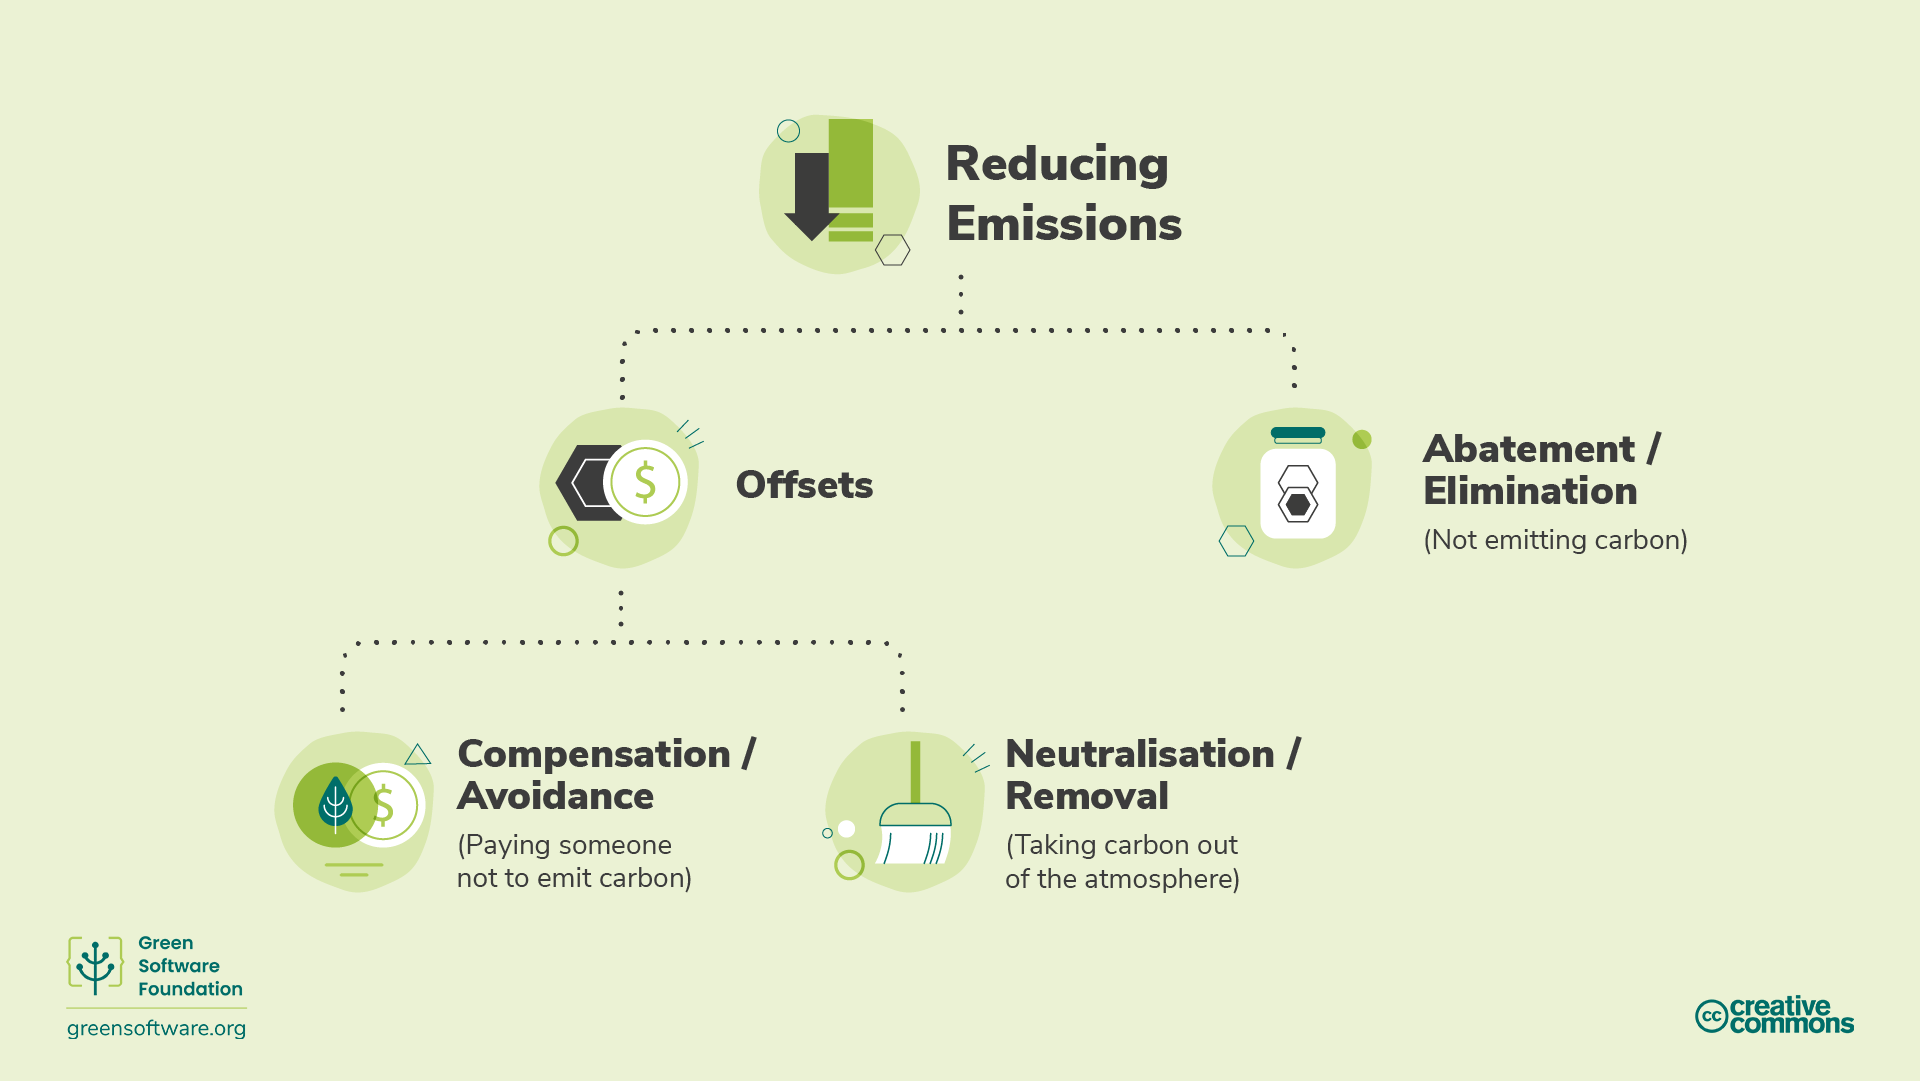 Reducing
Emissions
$
Offsets
Abatement /
Elimination
(Not emitting carbon)
$
Compensation /
Avoidance
(Paying someone
not to emit carbon)
Neutralisation /
Removal
(Taking carbon out
of the atmosphere)
Green
Software
Foundation
greensoftware.org
cc creative
commons